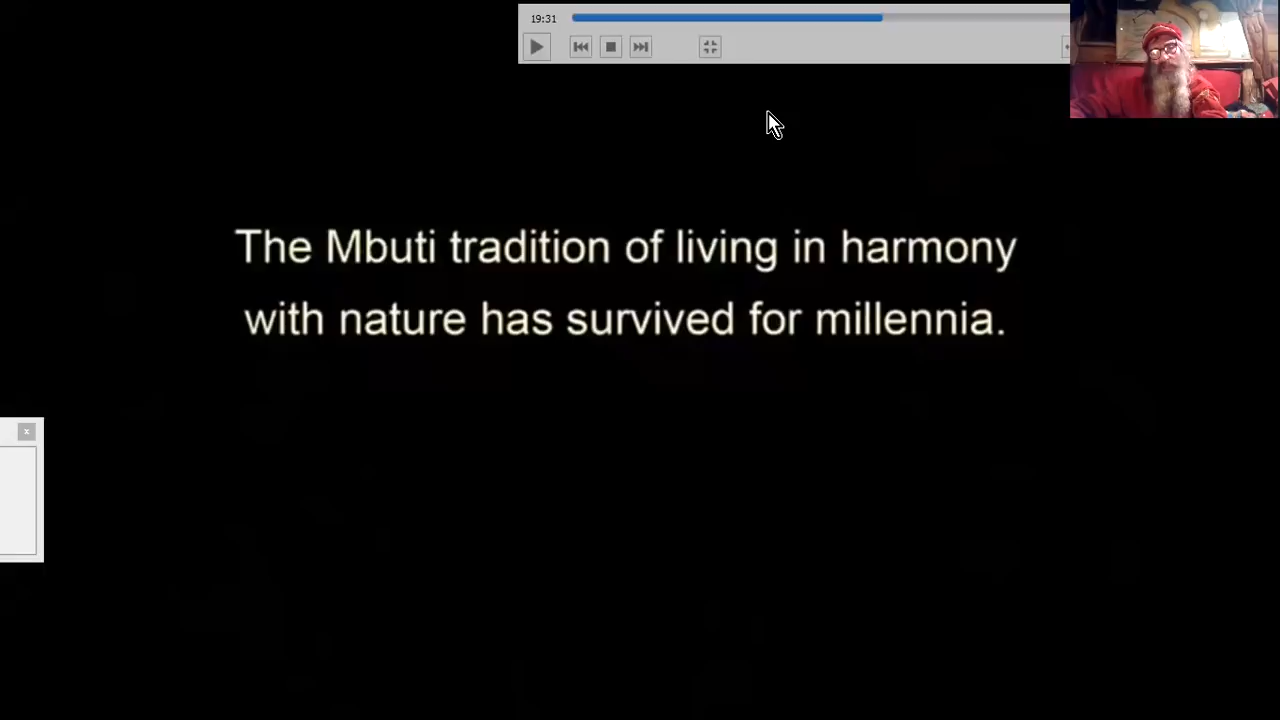 19:31
The Mbuti tradition of living in harmony
with nature has survived for millennia.